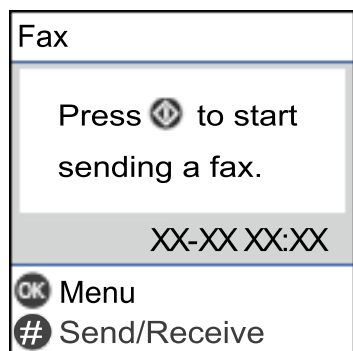 Fax
Press to start
sending a fax.
XX-XX XX:XX
OK Menu
# Send/Receive